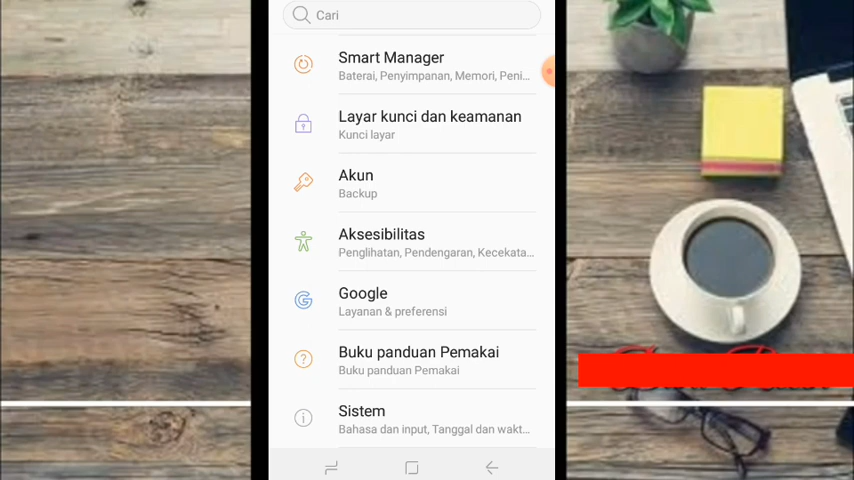 Cari
Smart Manager
Baterai, Penyimpanan, Memori, Peni...
Layar kunci dan keamanan
Kunci layar
Akun
Backup
Aksesibilitas
Penglihatan, Pendengaran, Kecekata...
Google
Layanan & preferensi
Buku panduan Pemakai
Buku panduan Pemakai
Sistem
Bahasa dan input, Tanggal dan wakt...